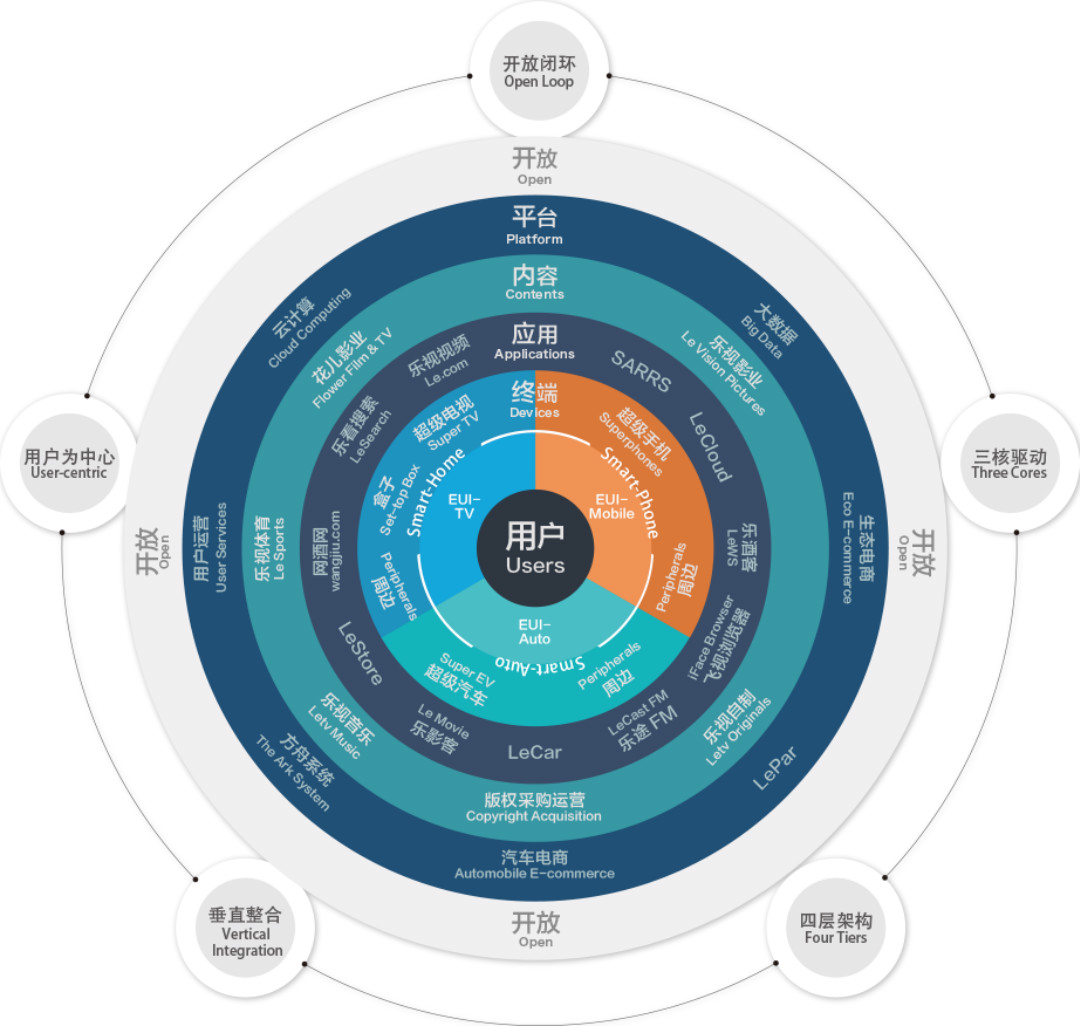 开放闭环
Open Loop
开放
Open
平台
Platform
内容
Contents
应用
Applications
终端
Devices
云计算
Cloud Computing
大数据
Big Data
花儿影业
Flower Film & TV
乐视影业
Le Vision Pictures
乐视视频
Le.com
SARRS
乐看搜索
LeSearch
LeCloud
超级电视
Super TV
超级手机
Superphones
盒子
Set-top Box
Smart-Home
Smart-Phone
EUI-
TV
EUI-
Mobile
用户为中心
User-centric
三核驱动
Three Cores
开放
Open
用户运营
User Services
乐视体育
Le Sports
网酒网
wangjiu.com
用户
Users
乐酒客
LeWS
生态电商
Eco E-commerce
开放
Open
Peripherals
周边
Peripherals
周边
EUI-
Auto
Smart-Auto
Super EV
超级汽车
Peripherals
周边
LeStore
iFace Browser
飞视浏览器
Le Movie
乐影客
LeCar
LeCast FM
乐途 FM
乐视音乐
Letv Music
乐视自制
Letv Originals
方舟系统
The Ark System
LePar
版权采购运营
Copyright Acquisition
汽车电商
Automobile E-commerce
开放
Open
垂直整合
Vertical
Integration
四层架构
Four Tiers